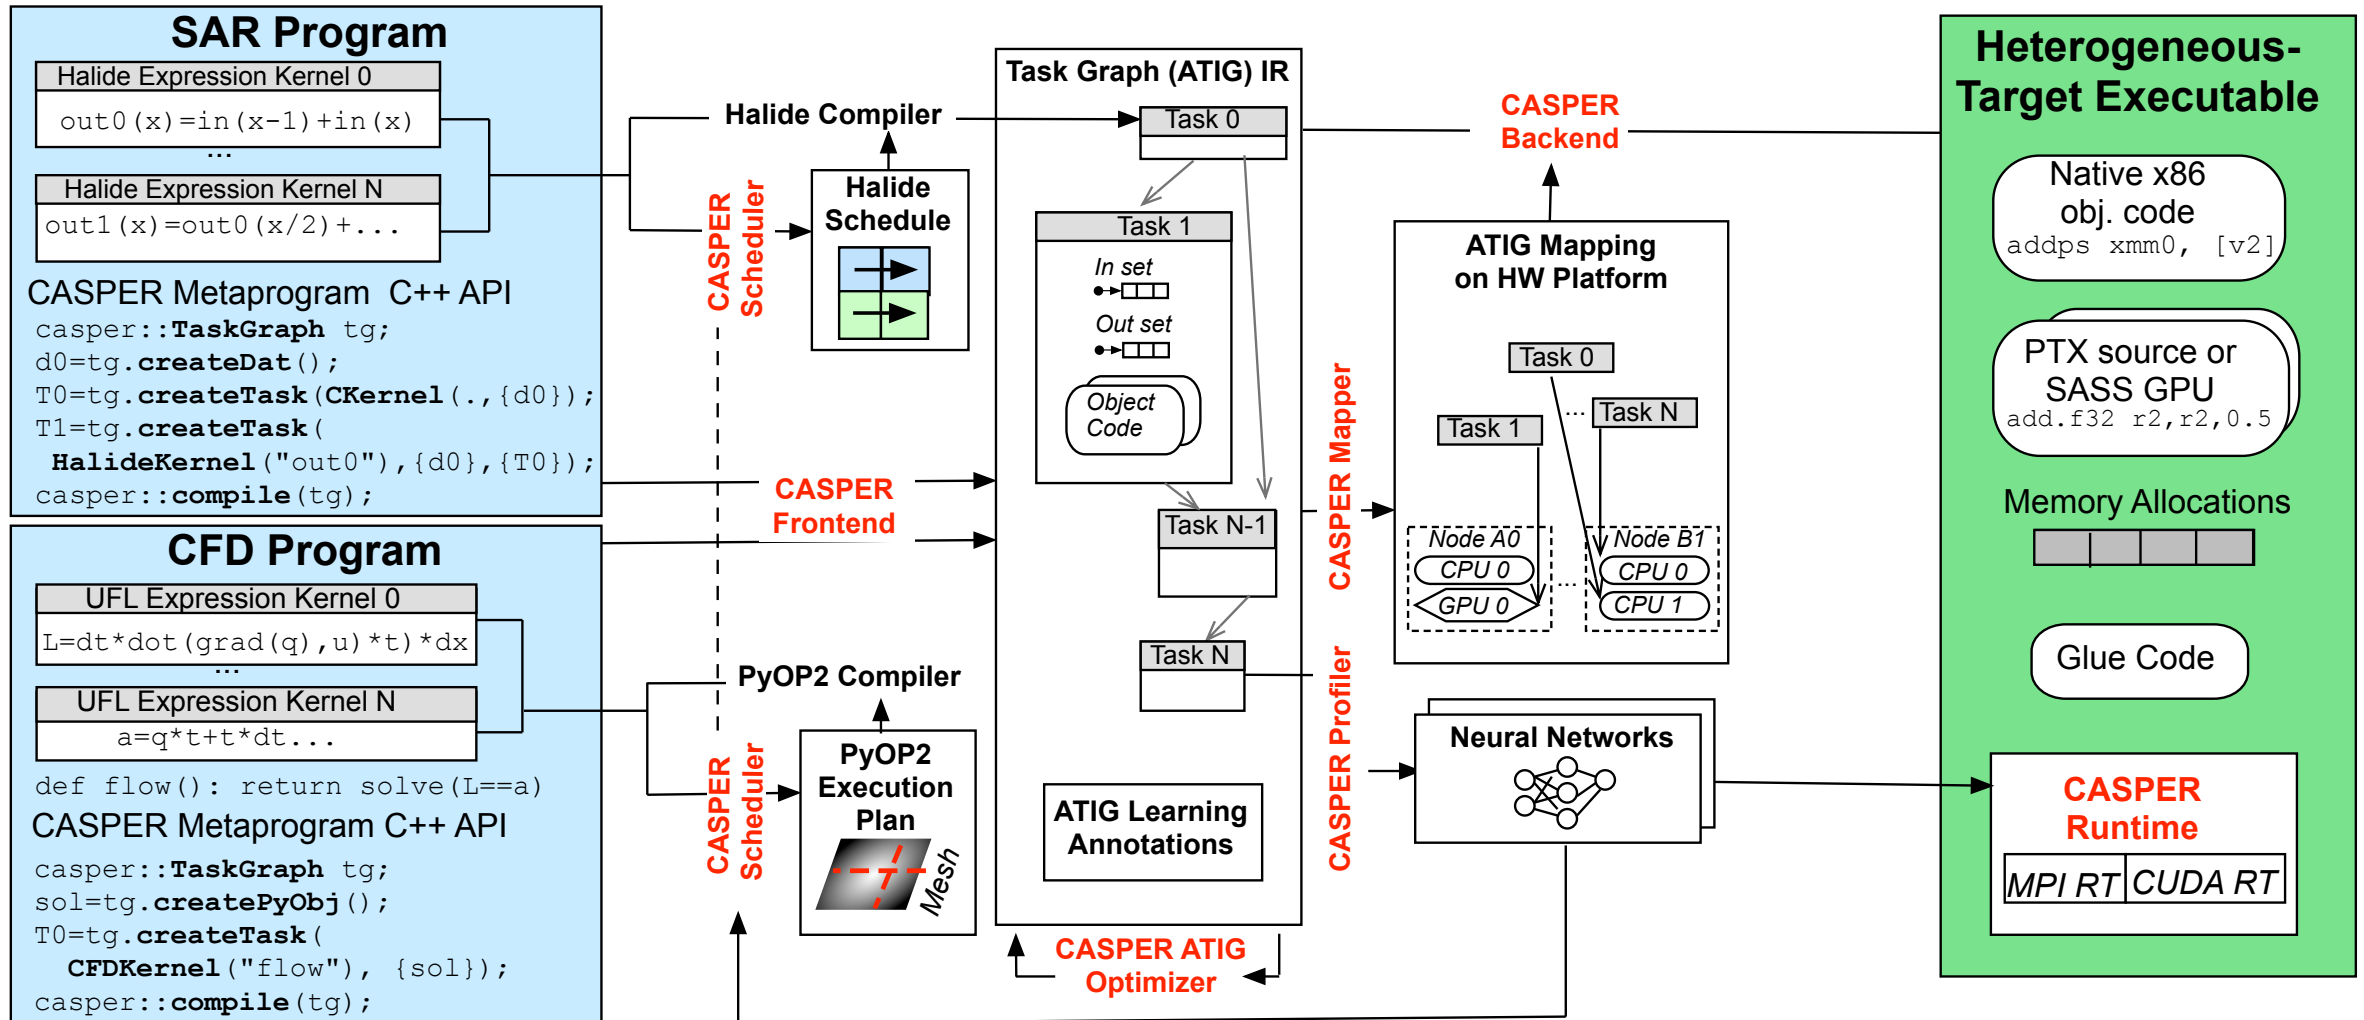 SAR Program
Halide Expression Kernel 0
out0(x)=in(x-1)+in(x)
...
Halide Expression Kernel N
out1(x)=out0(x/2)+...
CASPER Metaprogram C++ API
casper::TaskGraph tg;
d0=tg.createDat();
T0=tg.createTask(CKernel(.,{d0});
T1=tg.createTask(
HalideKernel("out0"),{d0},{T0});
casper::compile(tg);
CFD Program
UFL Expression Kernel 0
L=dt*dot(grad(q),u)*t)*dx
...
UFL Expression Kernel N
a=q*t+t*dt...
def flow(): return solve(L==a)
CASPER Metaprogram C++ API
casper::TaskGraph tg;
sol=tg.createPyObj();
T0=tg.createTask(
CFDKernel("flow"), {sol});
casper::compile(tg);
Halide Compiler
CASPER
Scheduler
Halide
Schedule
CASPER
Frontend
PyOP2 Compiler
CASPER
Scheduler
PyOP2
Execution
Plan
Mesh
Task Graph (ATIG) IR
Task 0
Task 1
In set
Out set
Object
Code
Task N-1
Task N
ATIG Learning
Annotations
CASPER ATIG
Optimizer
CASPER Mapper
CASPER Profiler
CASPER
Backend
ATIG Mapping
on HW Platform
Task 0
... Task N
Task 1
Node A0
CPU 0
GPU 0
...
Node B1
CPU 0
CPU 1
Neural Networks
Heterogeneous-
Target Executable
Native x86
obj. code
addps xmm0, [v2]
PTX source or
SASS GPU
add.f32 r2,r2,0.5
Memory Allocations
Glue Code
CASPER
Runtime
MPI RT
CUDA RT